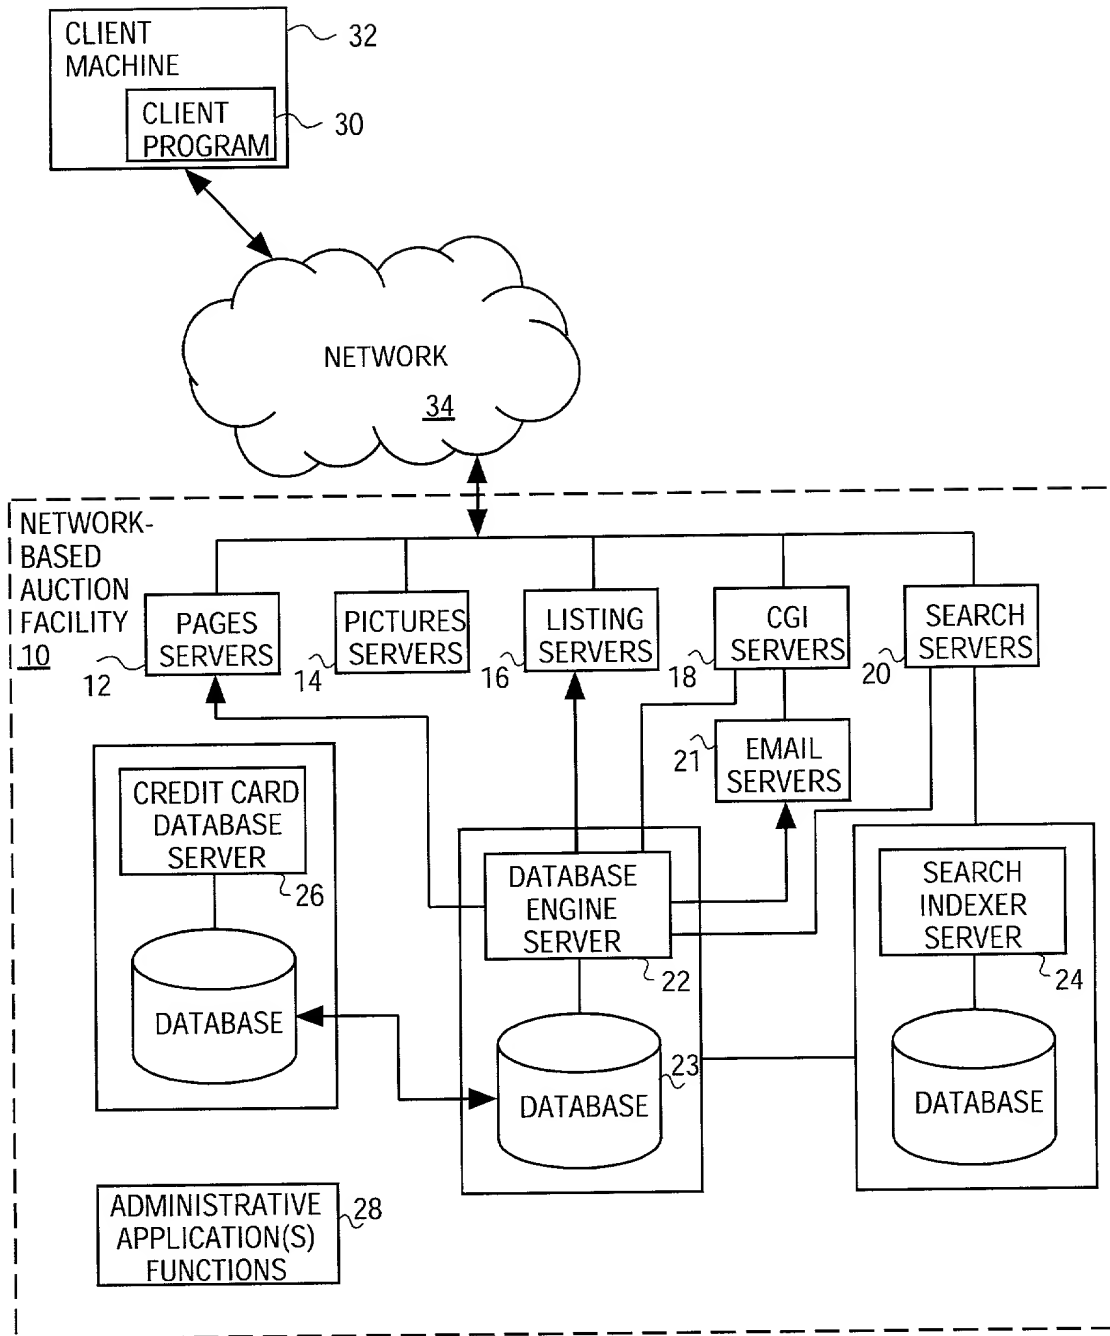 CLIENT
MACHINE
32
CLIENT
PROGRAM
30
NETWORK
34
NETWORK-
BASED
AUCTION
FACILITY
10
PAGES
SERVERS
12
PICTURES
SERVERS
14
LISTING
SERVERS
16
CGI
SERVERS
18
SEARCH
SERVERS
20
EMAIL
SERVERS
21
CREDIT CARD
DATABASE
SERVER
26
DATABASE
DATABASE
ENGINE
SERVER
22
DATABASE
23
SEARCH
INDEXER
SERVER
24
DATABASE
ADMINISTRATIVE
APPLICATION(S)
FUNCTIONS
28